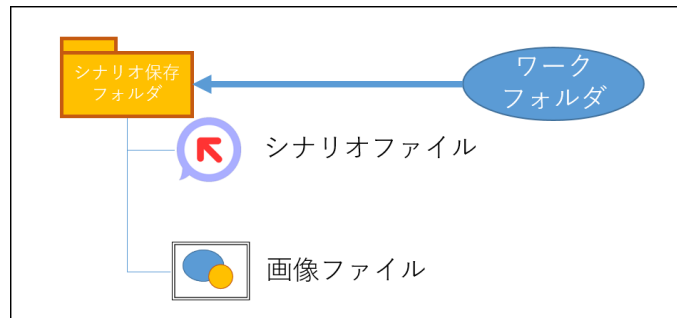 シナリオ保存
フォルダ
ワーク
フォルダ
シナリオファイル
画像ファイル